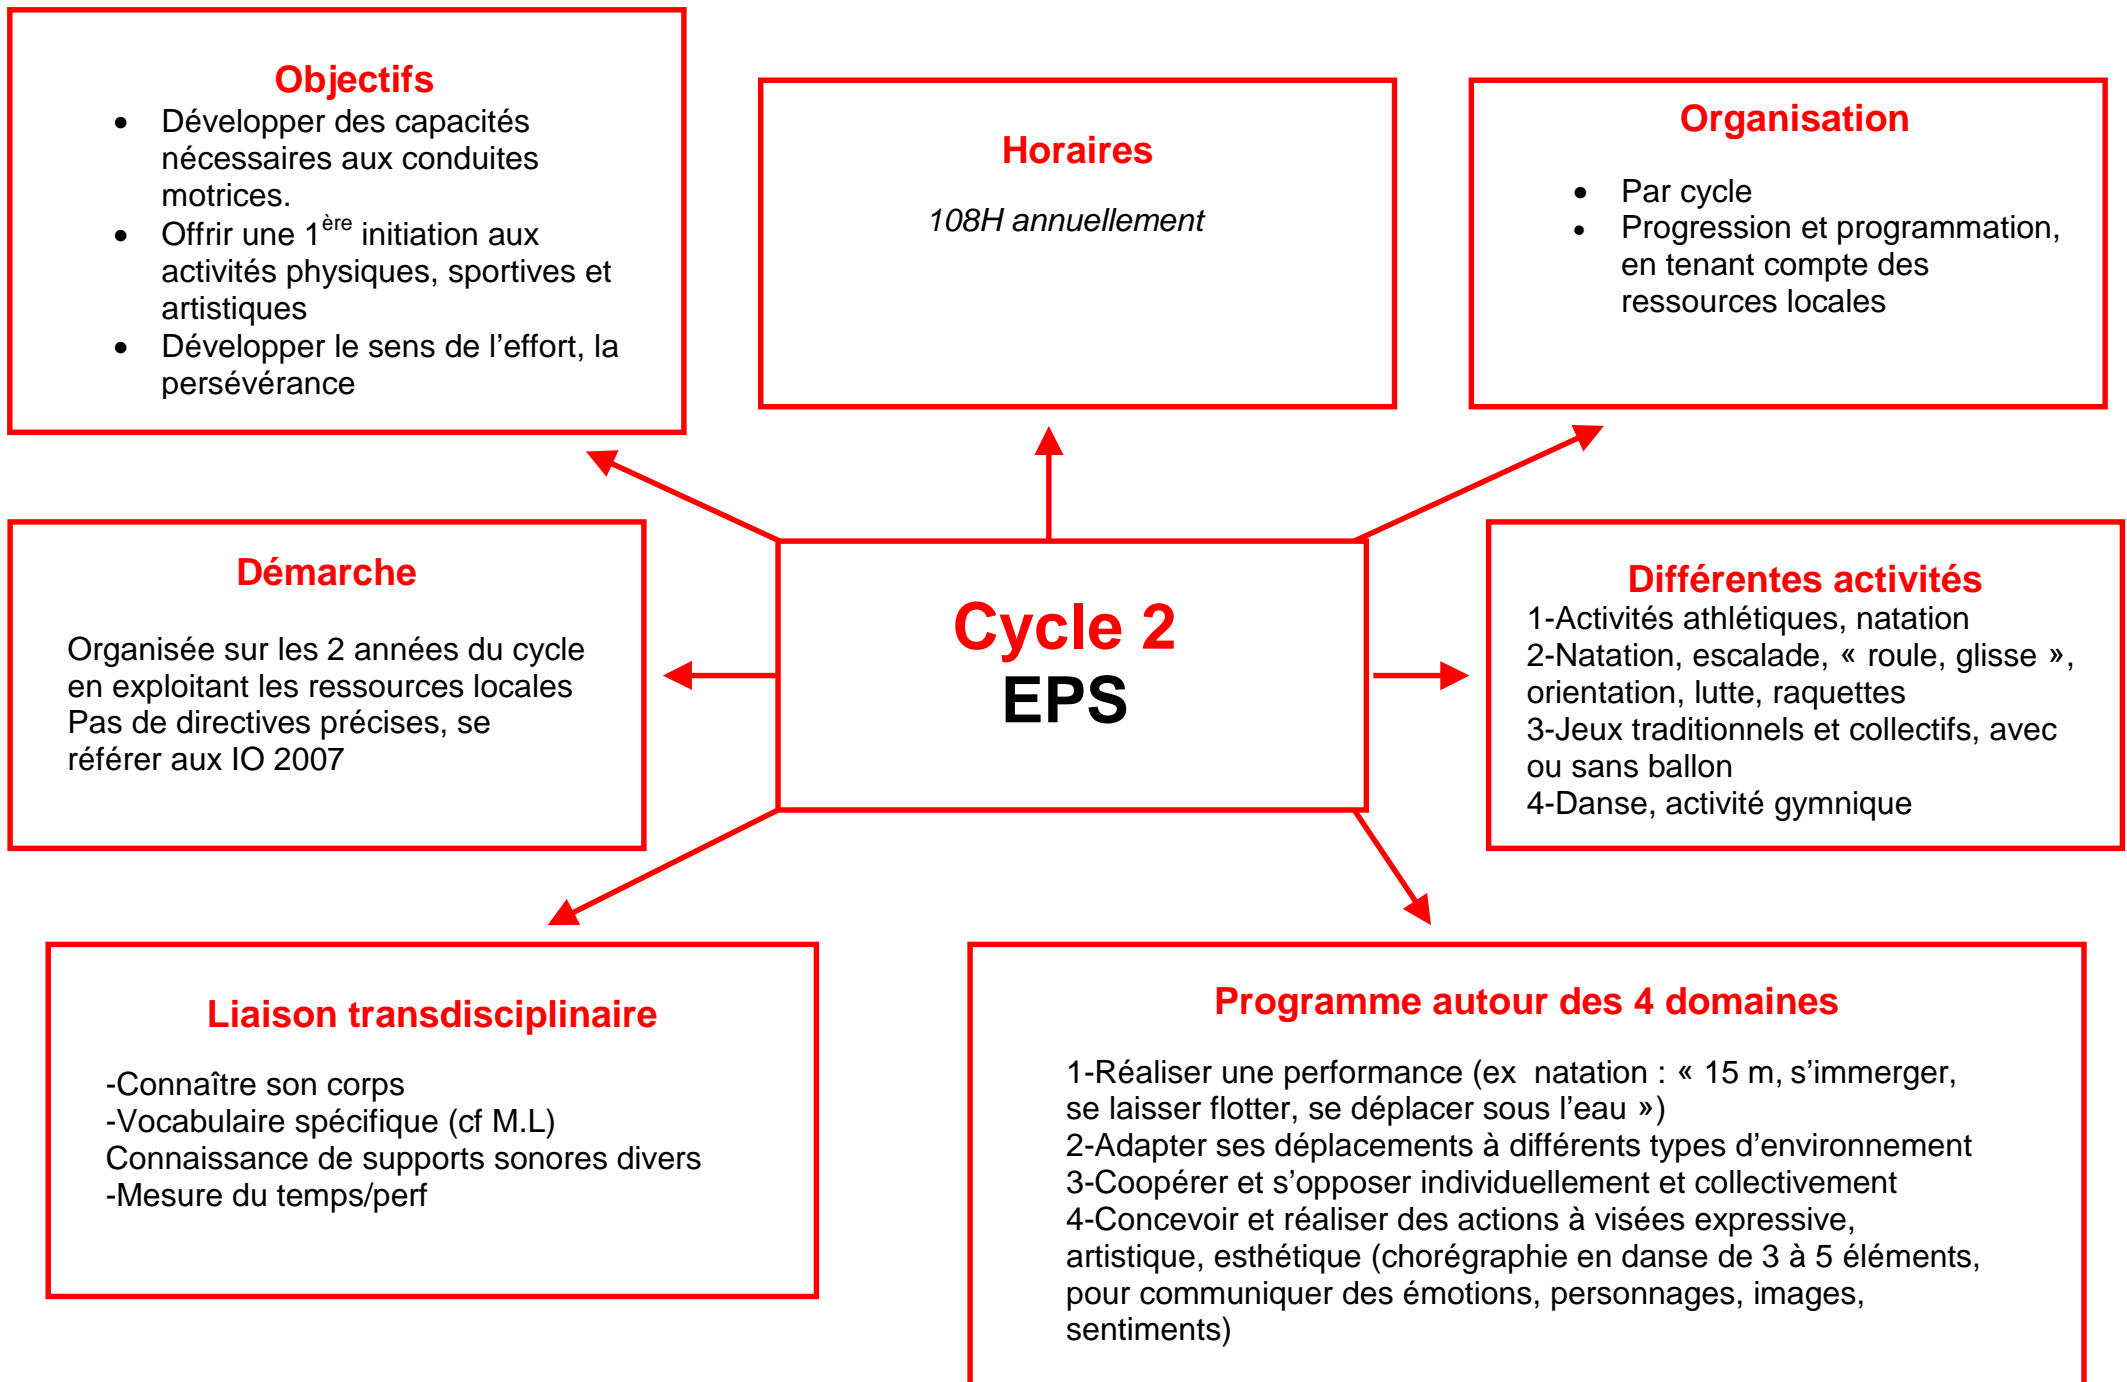 Objectifs
• Développer des capacités
nécessaires aux conduites
motrices.
• Offrir une 1ère initiation aux
activités physiques, sportives et
artistiques
• Développer le sens de l’effort, la
persévérance
Horaires
108H annuellement
Organisation
• Par cycle
• Progression et programmation,
en tenant compte des
ressources locales
Démarche
Organisée sur les 2 années du cycle
en exploitant les ressources locales
Pas de directives précises, se
référer aux IO 2007
Cycle 2
EPS
Différentes activités
1-Activités athlétiques, natation
2-Natation, escalade, « roule, glisse »,
orientation, lutte, raquettes
3-Jeux traditionnels et collectifs, avec
ou sans ballon
4-Danse, activité gymnique
Liaison transdisciplinaire
-Connaître son corps
-Vocabulaire spécifique (cf M.L)
Connaissance de supports sonores divers
-Mesure du temps/perf
Programme autour des 4 domaines
1-Réaliser une performance (ex  natation : « 15 m, s’immerger,
se laisser flotter, se déplacer sous l’eau »)
2-Adapter ses déplacements à différents types d’environnement
3-Coopérer et s’opposer individuellement et collectivement
4-Concevoir et réaliser des actions à visées expressive,
artistique, esthétique (chorégraphie en danse de 3 à 5 éléments,
pour communiquer des émotions, personnages, images,
sentiments)